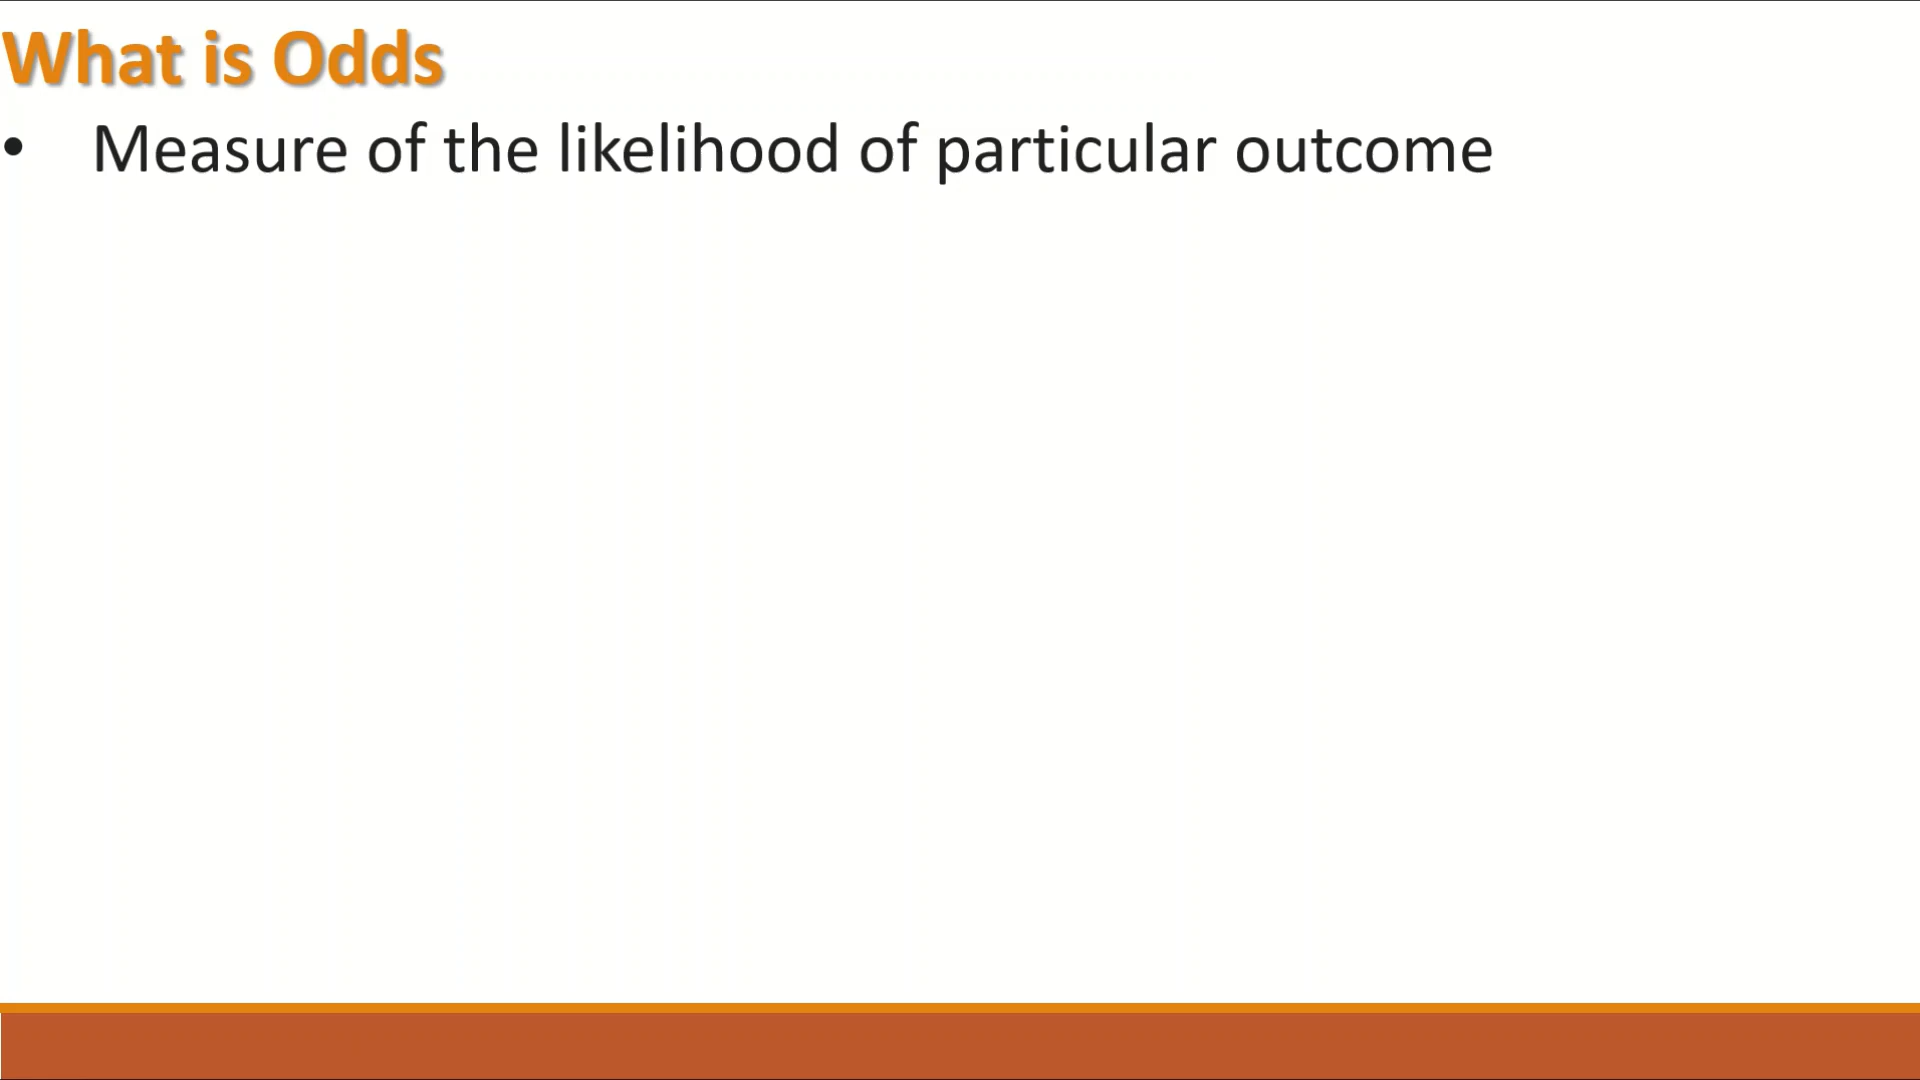 What is Odds
• Measure of the likelihood of particular outcome